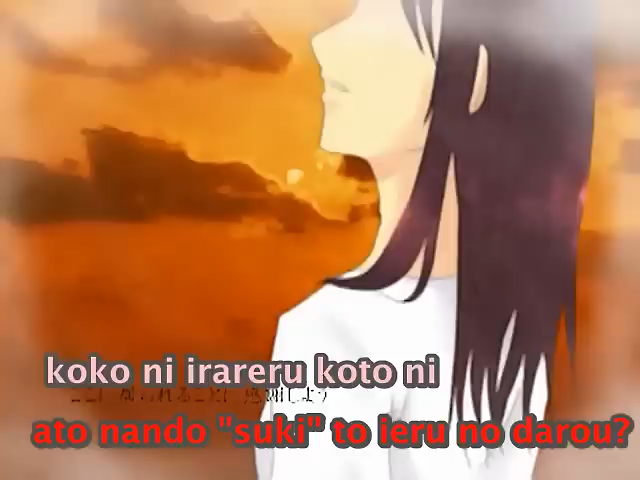 koko ni irareru koto ni
ato nando "suki" to ieru no darou?